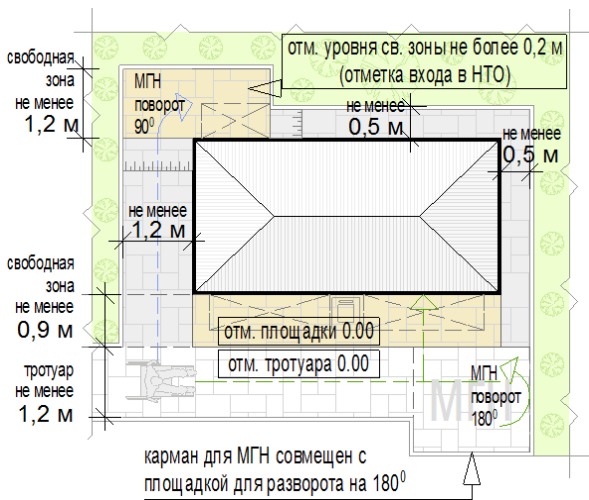 отм. уровня св. зоны не более 0,2 м
(отметка входа в НТО)
свободная
зона
не менее
1,2 м
МГН
поворот
90⁰
не менее
0,5 м
не менее
0,5 м
не менее
1,2 м
свободная
зона
не менее
0,9 м
отм. площадки 0.00
отм. тротуара 0.00
тротуар
не менее
1,2 м
МГН
МГН
поворот
180⁰
карман для МГН совмещен с
площадкой для разворота на 180⁰